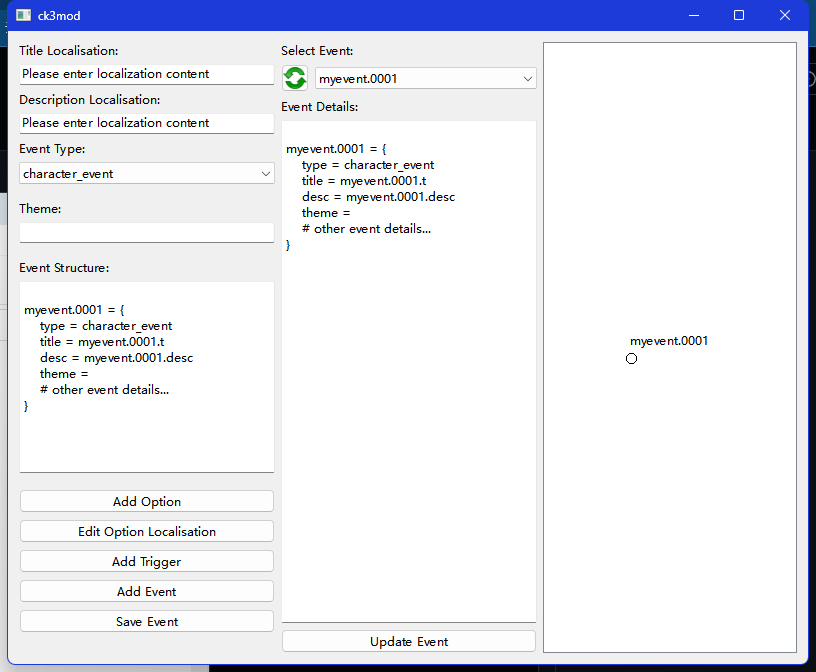 ck3mod
Title Localisation:
Please enter localization content
Description Localisation:
Please enter localization content
Event Type:
character_event
Theme:
Event Structure:
myevent.0001 = {
    type = character_event
    title = myevent.0001.t
    desc = myevent.0001.desc
    theme =
    # other event details...
}
Add Option
Edit Option Localisation
Add Trigger
Add Event
Save Event
Select Event:
myevent.0001
Event Details:
myevent.0001 = {
    type = character_event
    title = myevent.0001.t
    desc = myevent.0001.desc
    theme =
    # other event details...
}
Update Event
myevent.0001